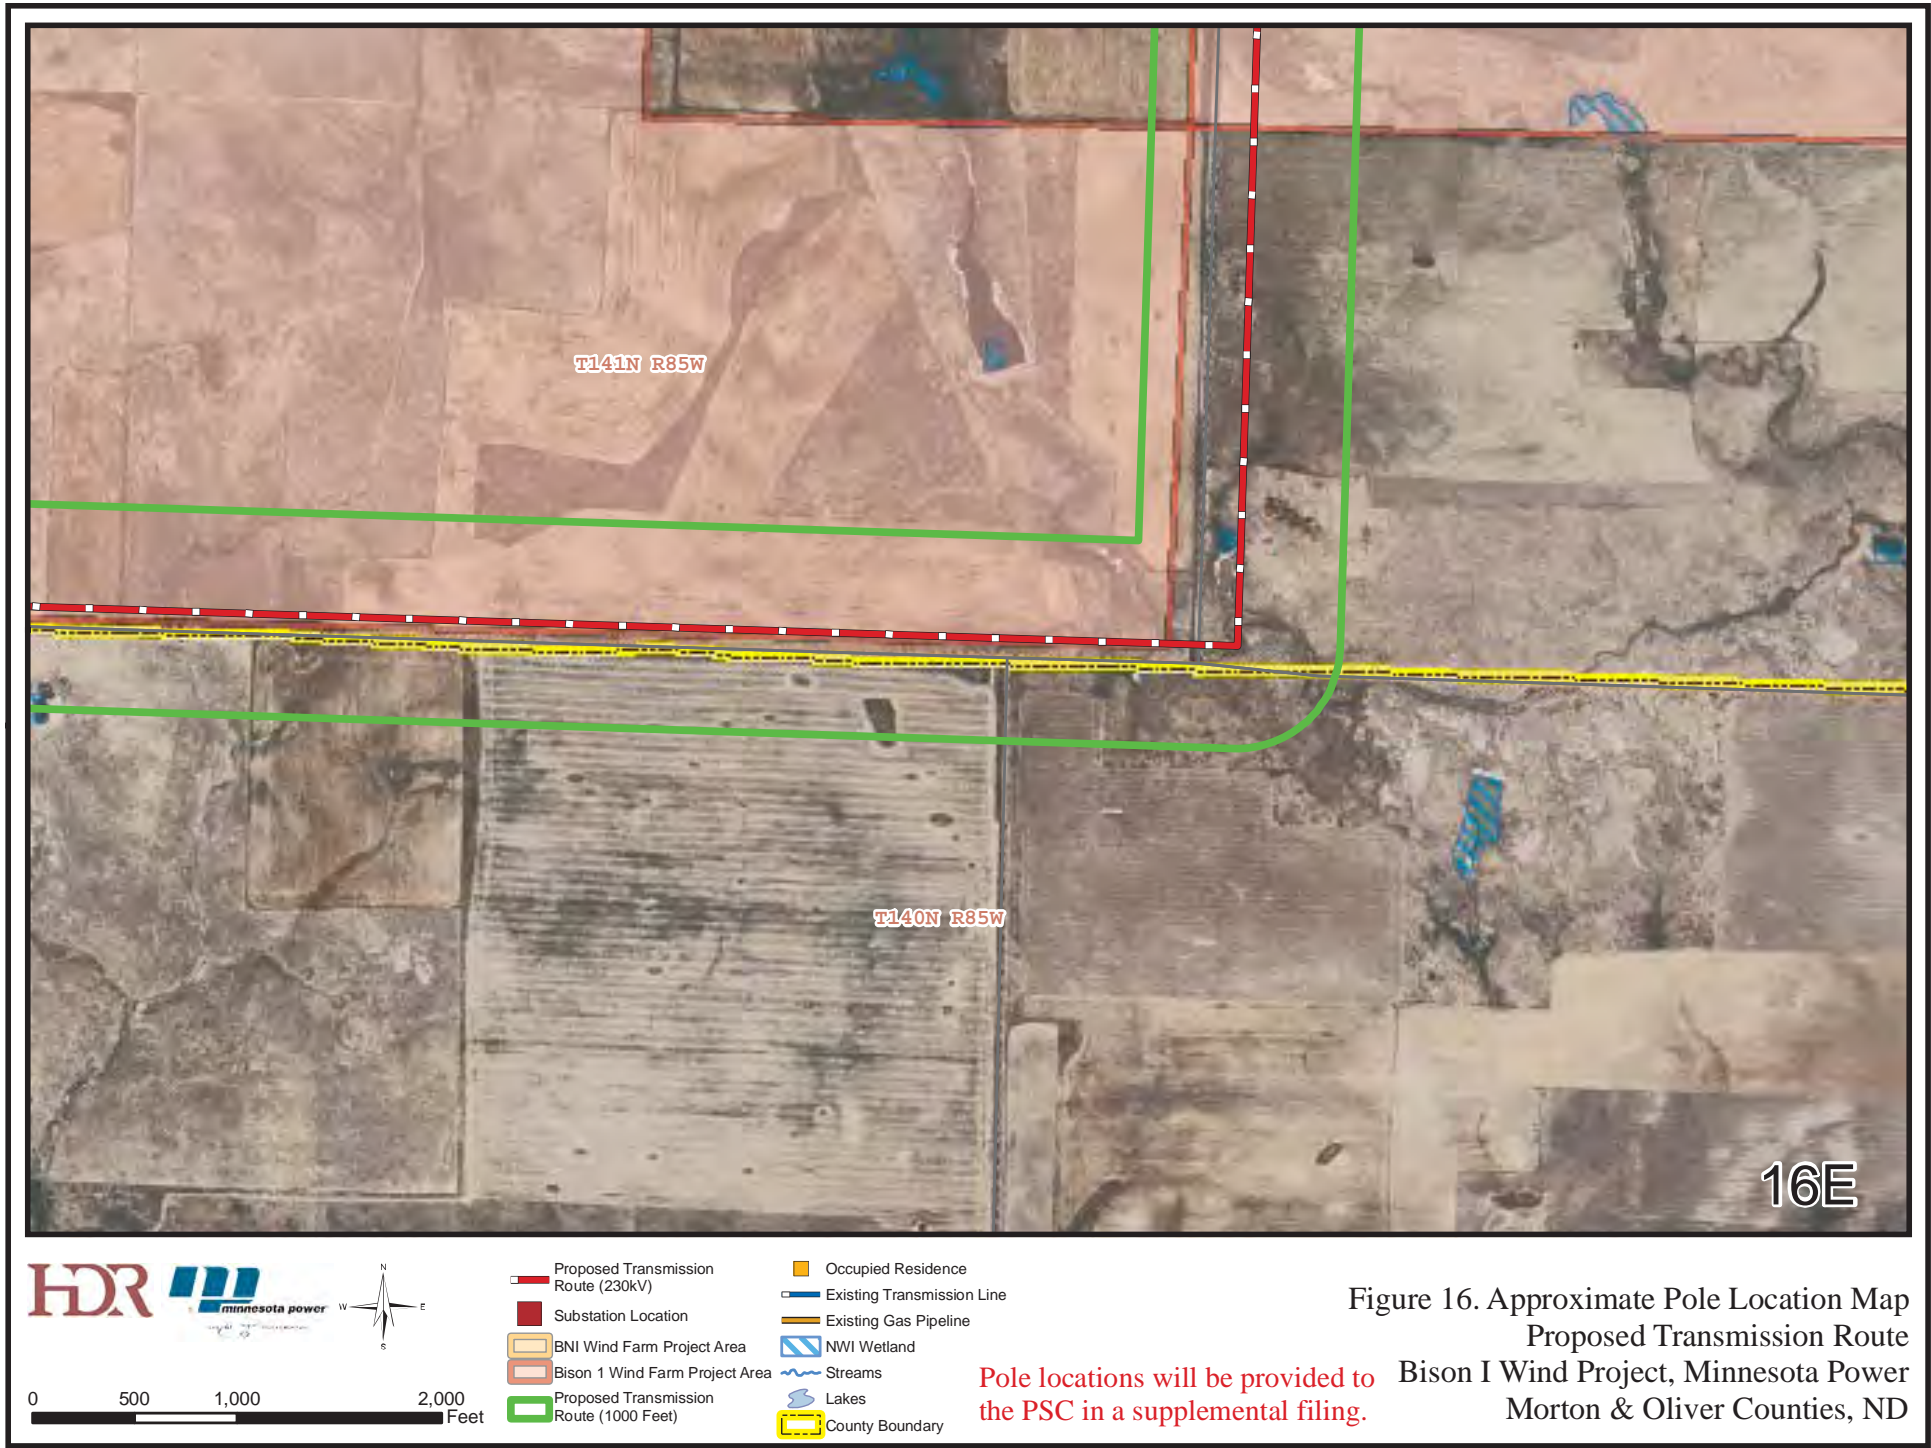 T141N R85W
T140N R85W
16E
HDR
minnesota power
N
W
E
S
0 500 1,000 2,000
Feet
Proposed Transmission
Route (230kV)
Substation Location
BNI Wind Farm Project Area
Bison 1 Wind Farm Project Area
Proposed Transmission
Route (1000 Feet)
Occupied Residence
Existing Transmission Line
Existing Gas Pipeline
NWI Wetland
Streams
Lakes
County Boundary
Pole locations will be provided to
the PSC in a supplemental filing.
Figure 16. Approximate Pole Location Map
Proposed Transmission Route
Bison I Wind Project, Minnesota Power
Morton & Oliver Counties, ND